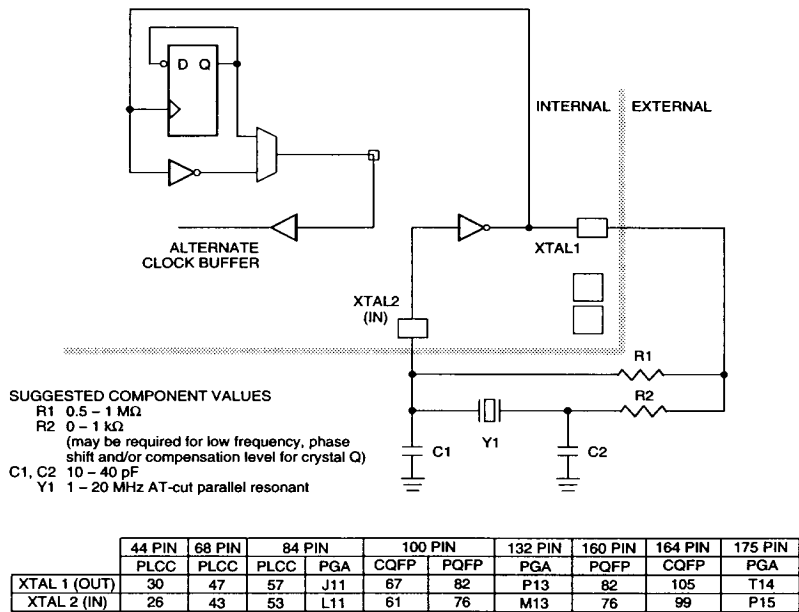 D Q
INTERNAL EXTERNAL
ALTERNATE
CLOCK BUFFER
XTAL1
XTAL2
(IN)
R1
R2
C1
Y1
C2
SUGGESTED COMPONENT VALUES
R1 0.5 – 1 MΩ
R2 0 – 1 kΩ
(may be required for low frequency, phase
shift and/or compensation level for crystal Q)
C1, C2 10 – 40 pF
Y1 1 – 20 MHz AT-cut parallel resonant
44 PIN 68 PIN 84 PIN 100 PIN 132 PIN 160 PIN 164 PIN 175 PIN
PLCC PLCC PLCC PGA CQFP PQFP PGA PQFP CQFP PGA
XTAL 1 (OUT) 30 47 57 J11 67 82 P13 82 105 T14
XTAL 2 (IN) 26 43 53 L11 61 76 M13 76 99 P15